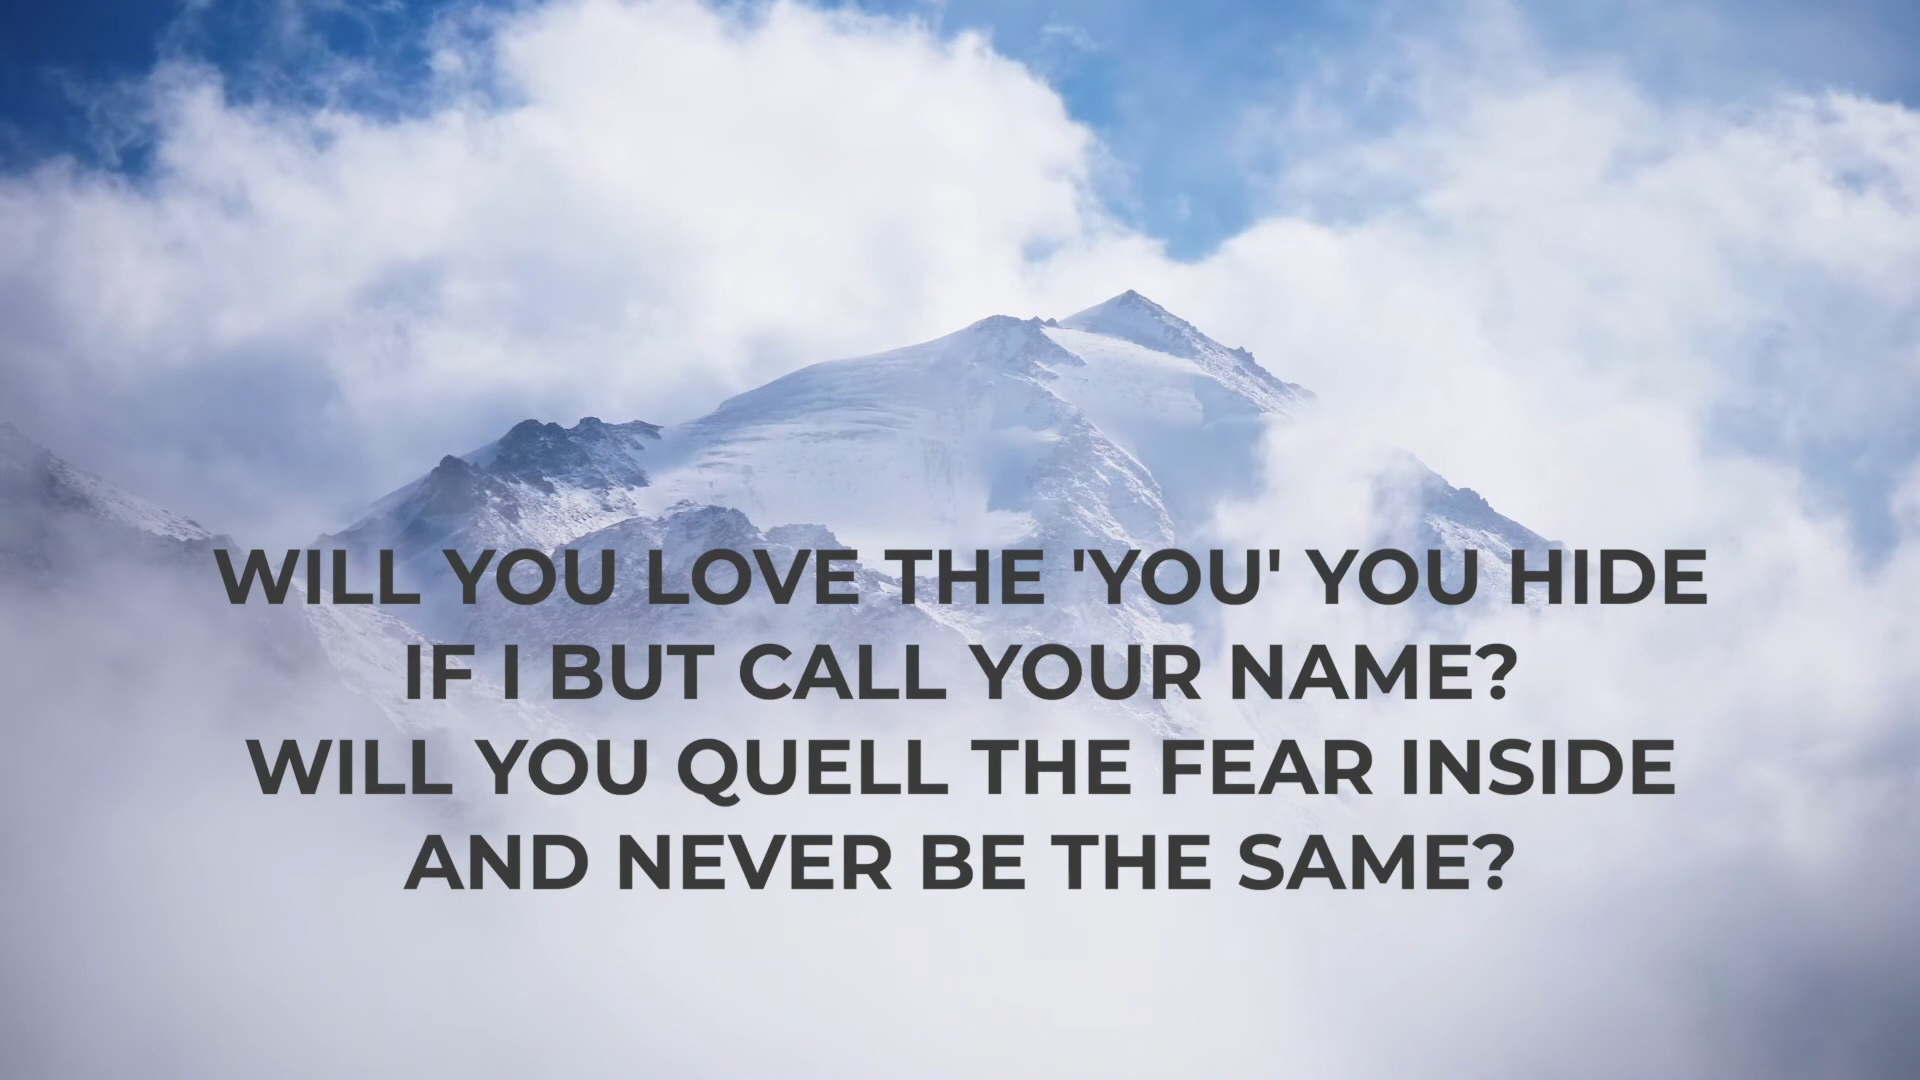 WILL YOU LOVE THE 'YOU' YOU HIDE
IF I BUT CALL YOUR NAME?
WILL YOU QUELL THE FEAR INSIDE
AND NEVER BE THE SAME?